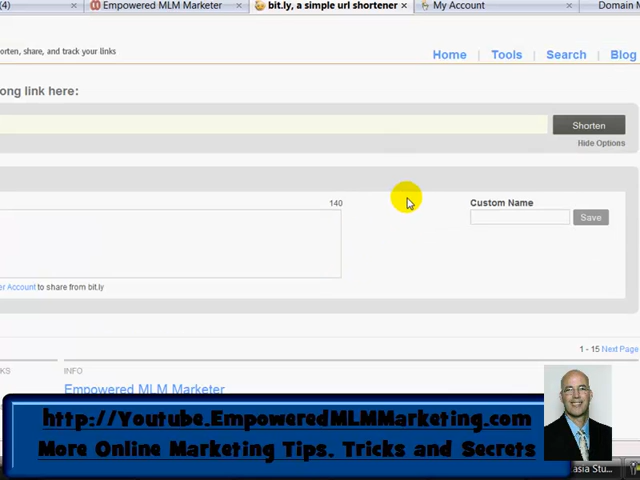 (4) Empowered MLM Marketer × bit.ly, a simple url shortener × My Account × Domain M
orten, share, and track your links
Home | Tools | Search | Blog
ong link here:
Shorten
Hide Options
140
Custom Name
Save
er Account to share from bit.ly
1 - 15 Next Page
KS INFO
Empowered MLM Marketer
http://Youtube.EmpoweredMLMMarketing.com
More Online Marketing Tips, Tricks and Secrets
asia Stu...